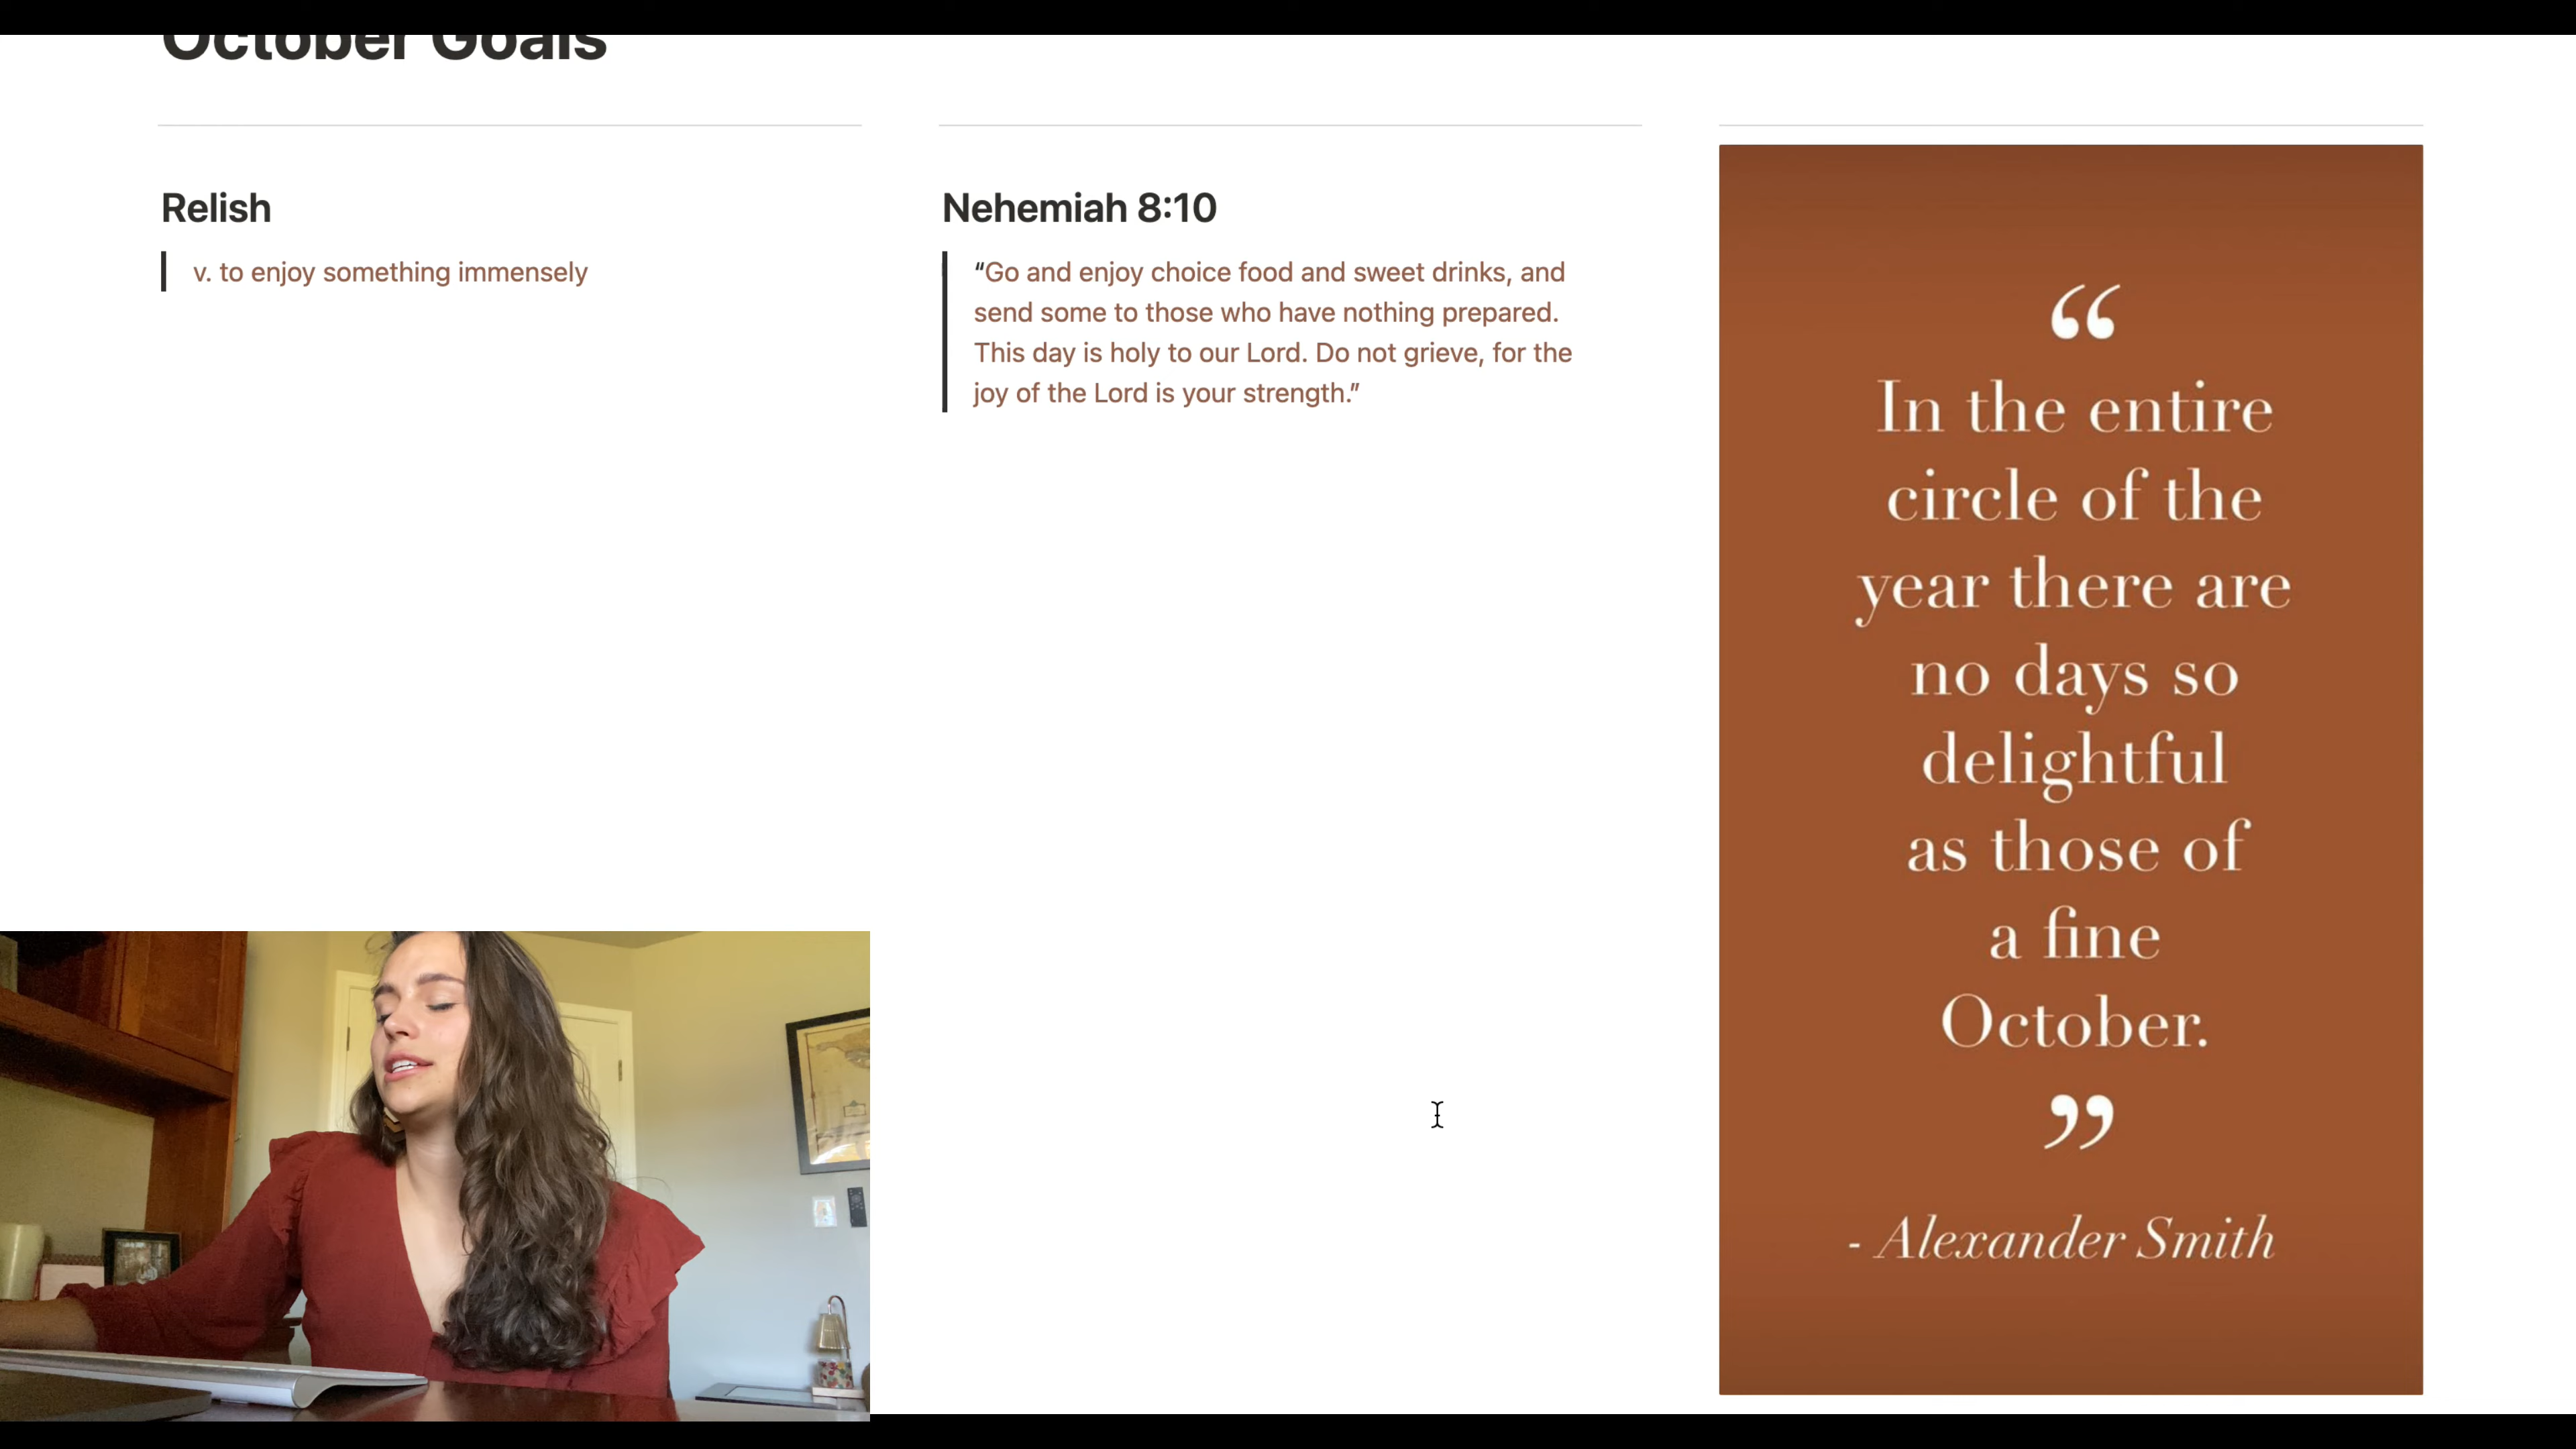 October Goals
Relish
v. to enjoy something immensely
Nehemiah 8:10
“Go and enjoy choice food and sweet drinks, and
send some to those who have nothing prepared.
This day is holy to our Lord. Do not grieve, for the
joy of the Lord is your strength.”
“
In the entire
circle of the
year there are
no days so
delightful
as those of
a fine
October.
”
- Alexander Smith